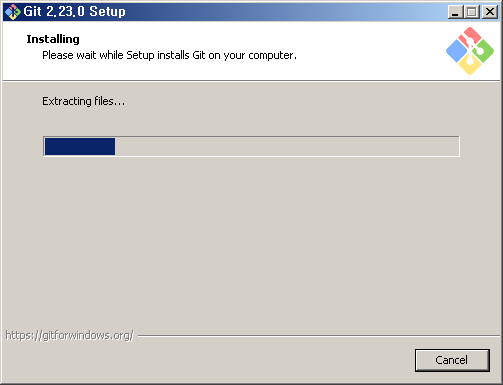 Git 2,23,0 Setup
Installing
Please wait while Setup installs Git on your computer.
Extracting files...
https://gitforwindows.org/
Cancel